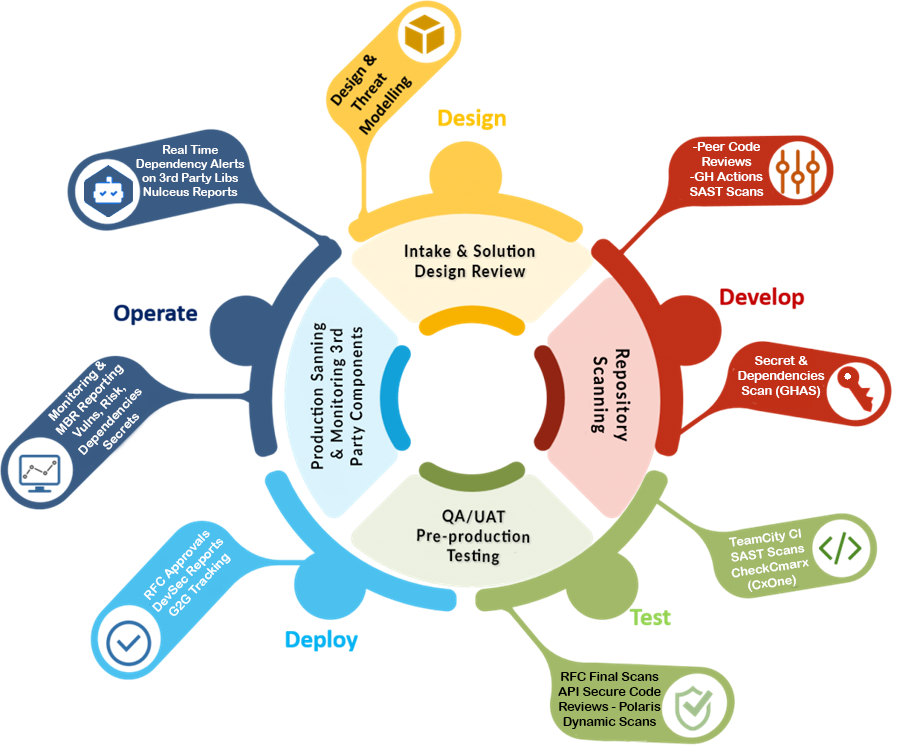 Design &
Threat
Modelling
Design
Real Time
Dependency Alerts
on 3rd Party Libs
Nulceus Reports
-Peer Code
Reviews
-GH Actions
SAST Scans
Intake & Solution
Design Review
Operate
Develop
Production Sanning
& Monitoring 3rd
Party Components
Repository
Scanning
Monitoring &
MBR Reporting
Vulns, Risk,
Dependencies
Secrets
Secret &
Dependencies
Scan (GHAS)
QA/UAT
Pre-production
Testing
TeamCity CI
SAST Scans
CheckCmarx
(CxOne)
</>
RFC Approvals
DevSec Reports
G2G Tracking
Deploy
Test
RFC Final Scans
API Secure Code
Reviews - Polaris
Dynamic Scans